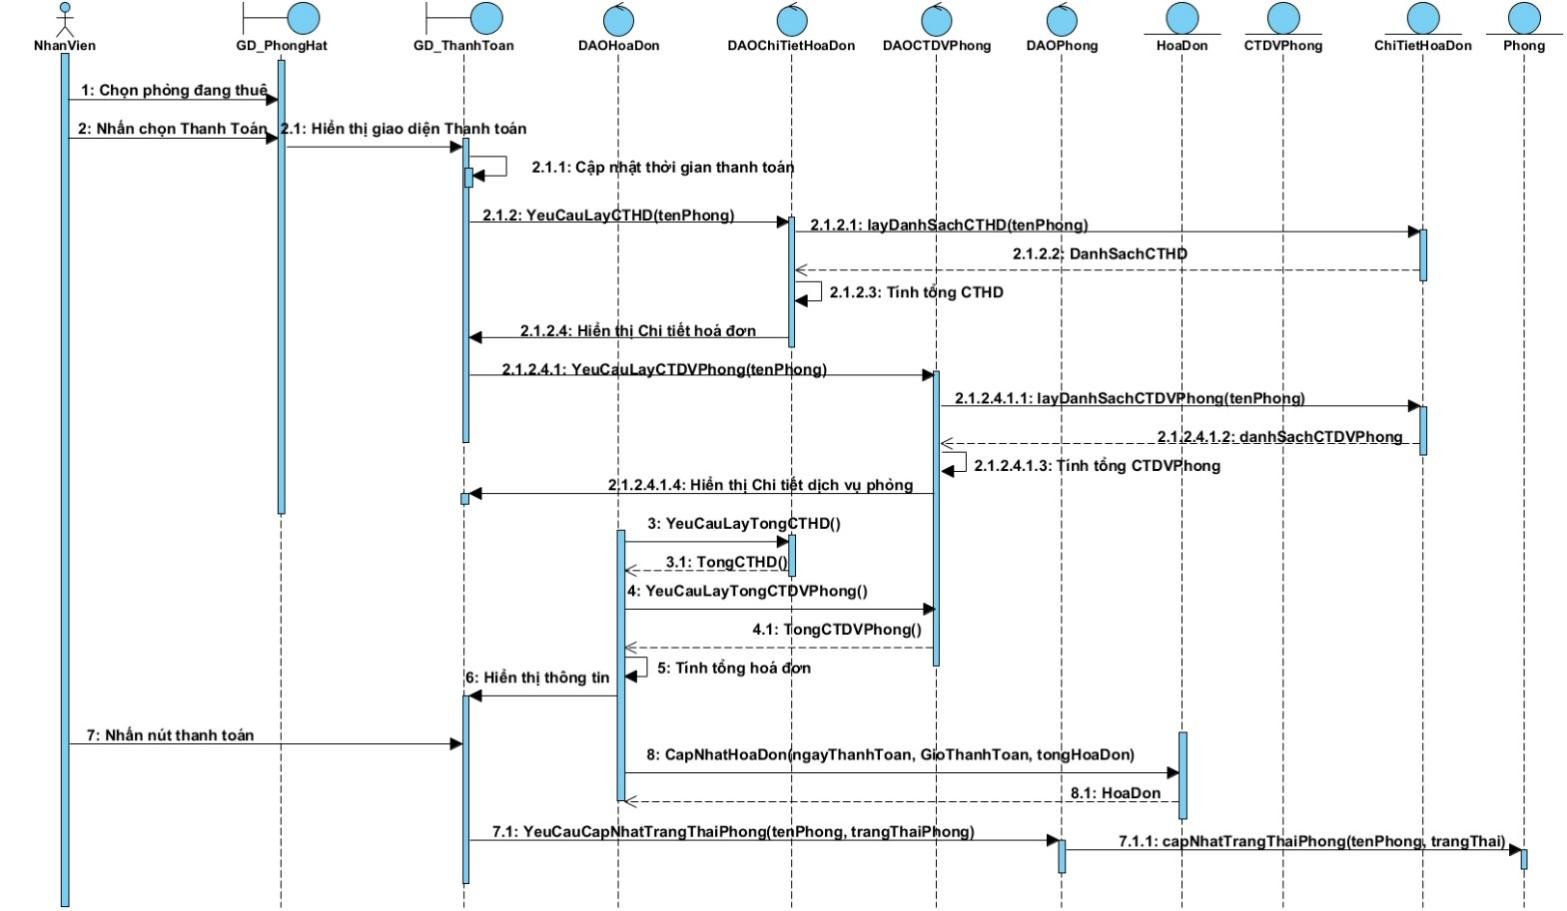 NhanVien
GD_PhongHat
GD_ThanhToan
DAOHoaDon
DAOChiTietHoaDon
DAOCTDVPhong
DAOPhong
HoaDon
CTDVPhong
ChiTietHoaDon
Phong
1: Chọn phòng đang thuê
2: Nhấn chọn Thanh Toán
2.1: Hiển thị giao diện Thanh toán
2.1.1: Cập nhật thời gian thanh toán
2.1.2: YeuCauLayCTHD(tenPhong)
2.1.2.1: layDanhSachCTHD(tenPhong)
2.1.2.2: DanhSachCTHD
2.1.2.3: Tính tổng CTHD
2.1.2.4: Hiển thị Chi tiết hoá đơn
2.1.2.4.1: YeuCauLayCTDVPhong(tenPhong)
2.1.2.4.1.1: layDanhSachCTDVPhong(tenPhong)
2.1.2.4.1.2: danhSachCTDVPhong
2.1.2.4.1.3: Tính tổng CTDVPhong
2.1.2.4.1.4: Hiển thị Chi tiết dịch vụ phòng
3: YeuCauLayTongCTHD()
3.1: TongCTHD()
4: YeuCauLayTongCTDVPhong()
4.1: TongCTDVPhong()
5: Tính tổng hoá đơn
6: Hiển thị thông tin
7: Nhấn nút thanh toán
8: CapNhatHoaDon(ngayThanhToan, GioThanhToan, tongHoaDon)
8.1: HoaDon
7.1: YeuCauCapNhatTrangThaiPhong(tenPhong, trangThaiPhong)
7.1.1: capNhatTrangThaiPhong(tenPhong, trangThai)